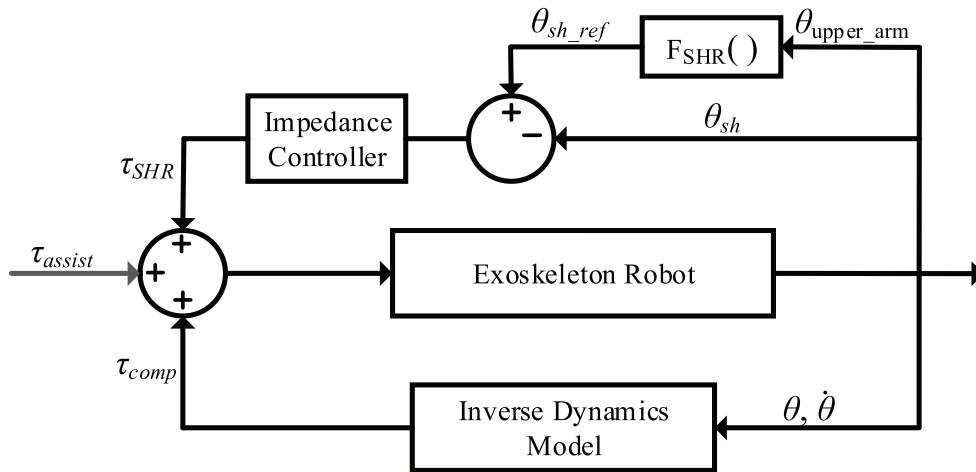 θsh_ref
FSHR( )
θupper_arm
Impedance
Controller
+
−
θsh
τSHR
+
τassist
+
+
Exoskeleton Robot
τcomp
Inverse Dynamics
Model
θ, θ̇